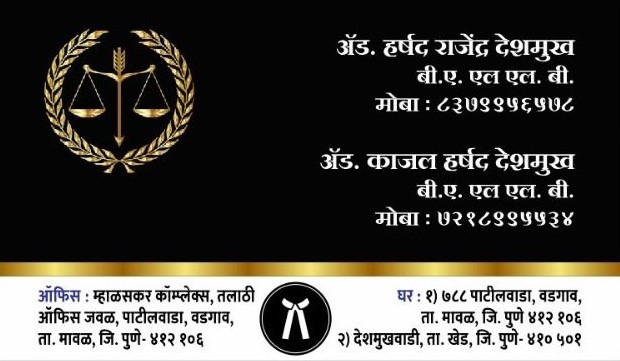 ॲड. हर्षद राजेंद्र देशमुख
बी.ए. एल एल. बी.
मोबा : ८३७९९५६५७८
ॲड. काजल हर्षद देशमुख
बी.ए. एल एल. बी.
मोबा : ७२१८९९५५३४
ऑफिस : म्हाळसकर कॉम्प्लेक्स, तलाठी
ऑफिस जवळ, पाटीलवाडा, वडगाव,
ता. मावळ, जि. पुणे- ४१२ १०६
घर : १) ७८८ पाटीलवाडा, वडगाव,
ता. मावळ, जि. पुणे ४१२ १०६
२) देशमुखवाडी, ता. खेड, जि. पुणे- ४१० ५०१